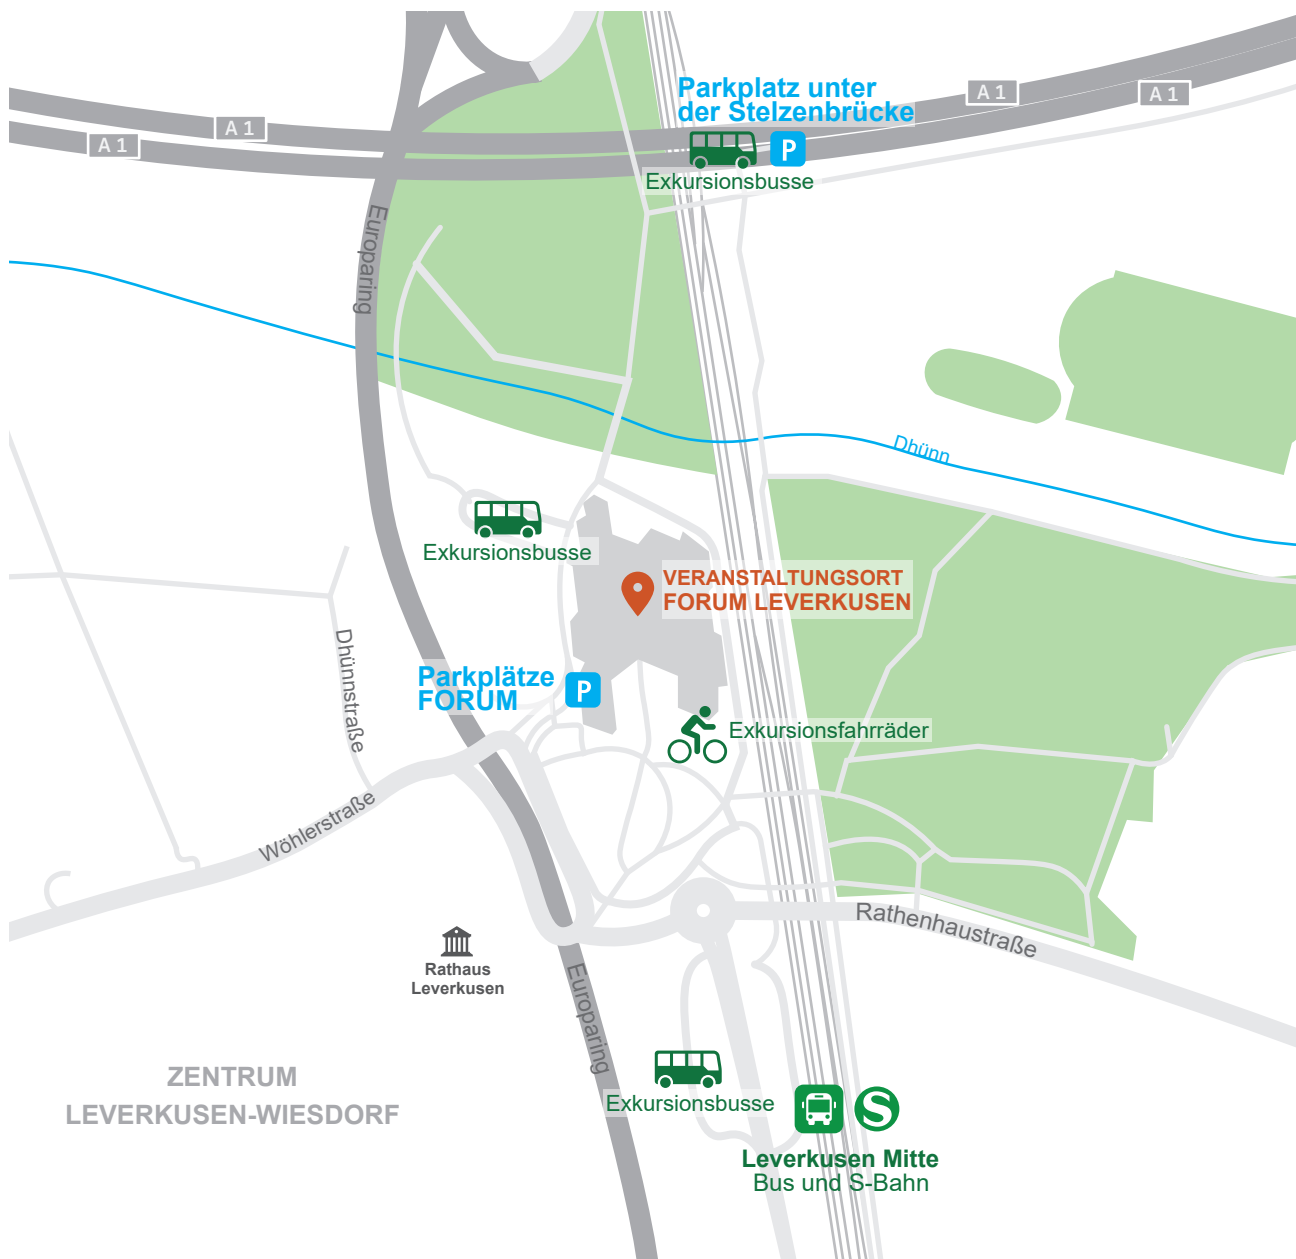 Parkplatz unter
der Stelzenbrücke
A 1
A 1
A 1
A 1
P
Exkursionsbusse
Europaring
Dhünn
Exkursionsbusse
VERANSTALTUNGSORT
FORUM LEVERKUSEN
Dhünnstraße
Parkplätze
FORUM
P
Exkursionsfahrräder
Wöhlerstraße
Rathenhaustraße
Rathaus
Leverkusen
Europaring
ZENTRUM
LEVERKUSEN-WIESDORF
Exkursionsbusse
S
Leverkusen Mitte
Bus und S-Bahn